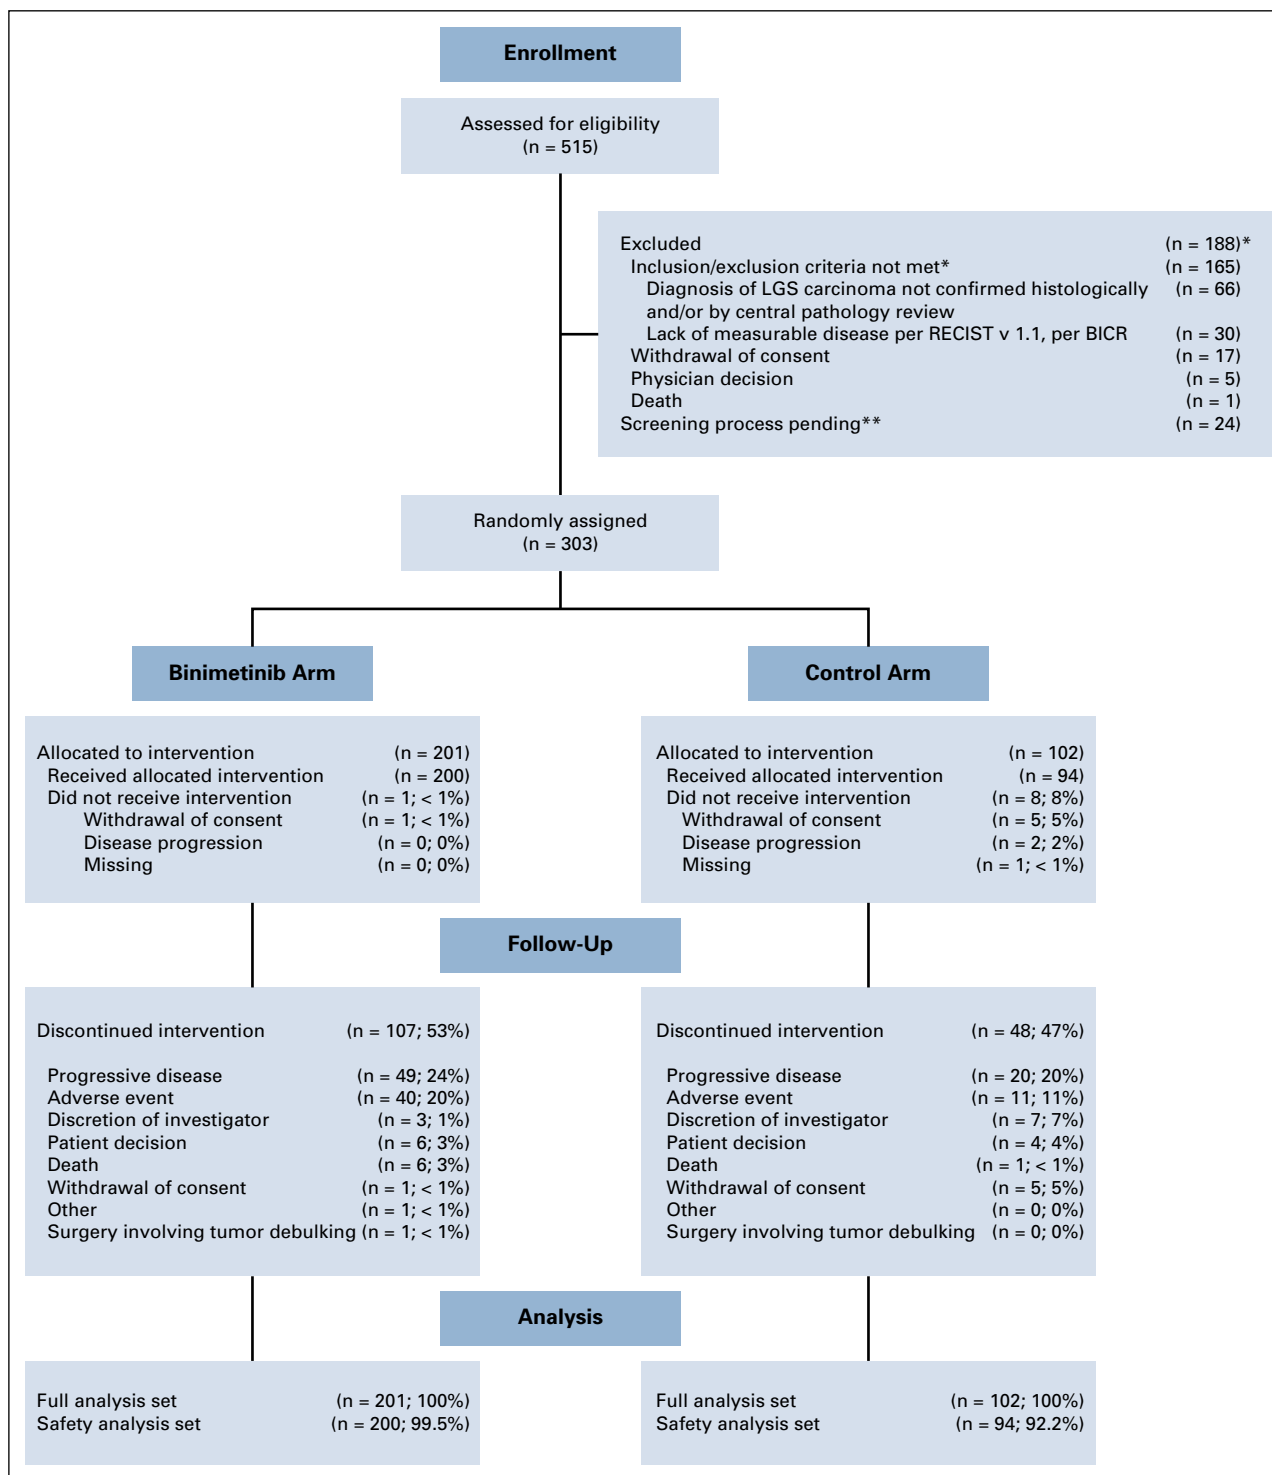 Enrollment
Assessed for eligibility
(n = 515)
Excluded (n = 188)*
Inclusion/exclusion criteria not met* (n = 165)
Diagnosis of LGS carcinoma not confirmed histologically (n = 66)
and/or by central pathology review
Lack of measurable disease per RECIST v 1.1, per BICR (n = 30)
Withdrawal of consent (n = 17)
Physician decision (n = 5)
Death (n = 1)
Screening process pending** (n = 24)
Randomly assigned
(n = 303)
Binimetinib Arm
Allocated to intervention (n = 201)
Received allocated intervention (n = 200)
Did not receive intervention (n = 1; < 1%)
Withdrawal of consent (n = 1; < 1%)
Disease progression (n = 0; 0%)
Missing (n = 0; 0%)
Control Arm
Allocated to intervention (n = 102)
Received allocated intervention (n = 94)
Did not receive intervention (n = 8; 8%)
Withdrawal of consent (n = 5; 5%)
Disease progression (n = 2; 2%)
Missing (n = 1; < 1%)
Follow-Up
Discontinued intervention (n = 107; 53%)
Progressive disease (n = 49; 24%)
Adverse event (n = 40; 20%)
Discretion of investigator (n = 3; 1%)
Patient decision (n = 6; 3%)
Death (n = 6; 3%)
Withdrawal of consent (n = 1; < 1%)
Other (n = 1; < 1%)
Surgery involving tumor debulking (n = 1; < 1%)
Discontinued intervention (n = 48; 47%)
Progressive disease (n = 20; 20%)
Adverse event (n = 11; 11%)
Discretion of investigator (n = 7; 7%)
Patient decision (n = 4; 4%)
Death (n = 1; < 1%)
Withdrawal of consent (n = 5; 5%)
Other (n = 0; 0%)
Surgery involving tumor debulking (n = 0; 0%)
Analysis
Full analysis set (n = 201; 100%)
Safety analysis set (n = 200; 99.5%)
Full analysis set (n = 102; 100%)
Safety analysis set (n = 94; 92.2%)